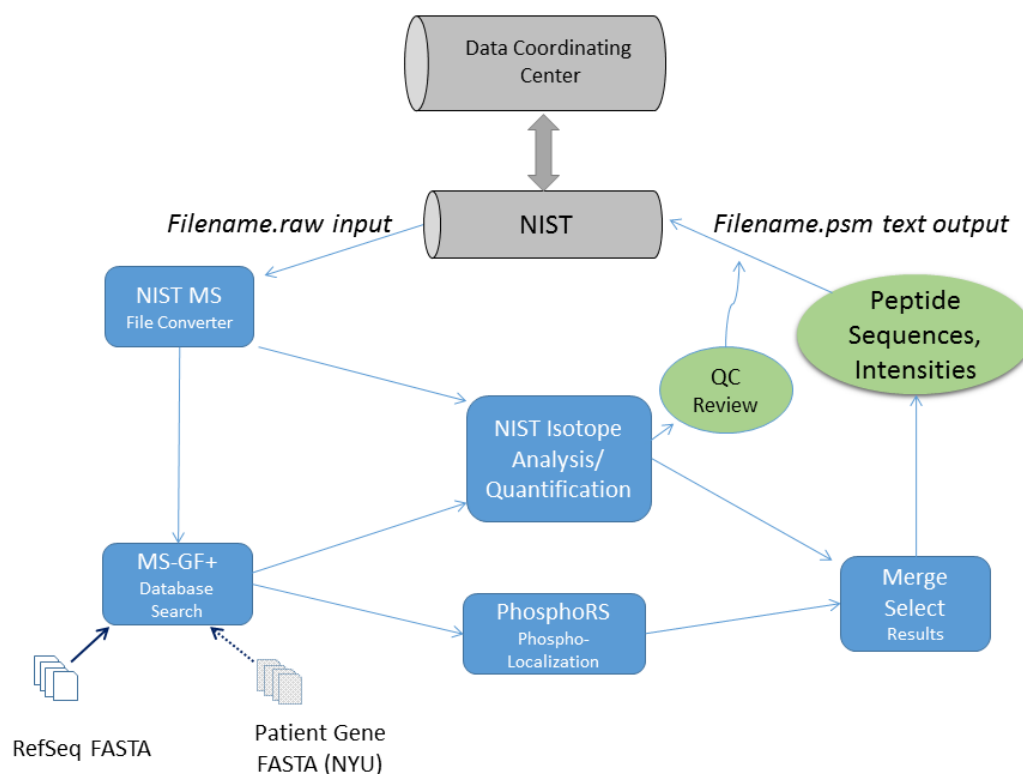 Data Coordinating
Center
NIST
Filename.raw input
Filename.psm text output
NIST MS
File Converter
Peptide
Sequences,
Intensities
QC
Review
NIST Isotope
Analysis/
Quantification
MS-GF+
Database
Search
PhosphoRS
Phospho-
Localization
Merge
Select
Results
RefSeq FASTA
Patient Gene
FASTA (NYU)